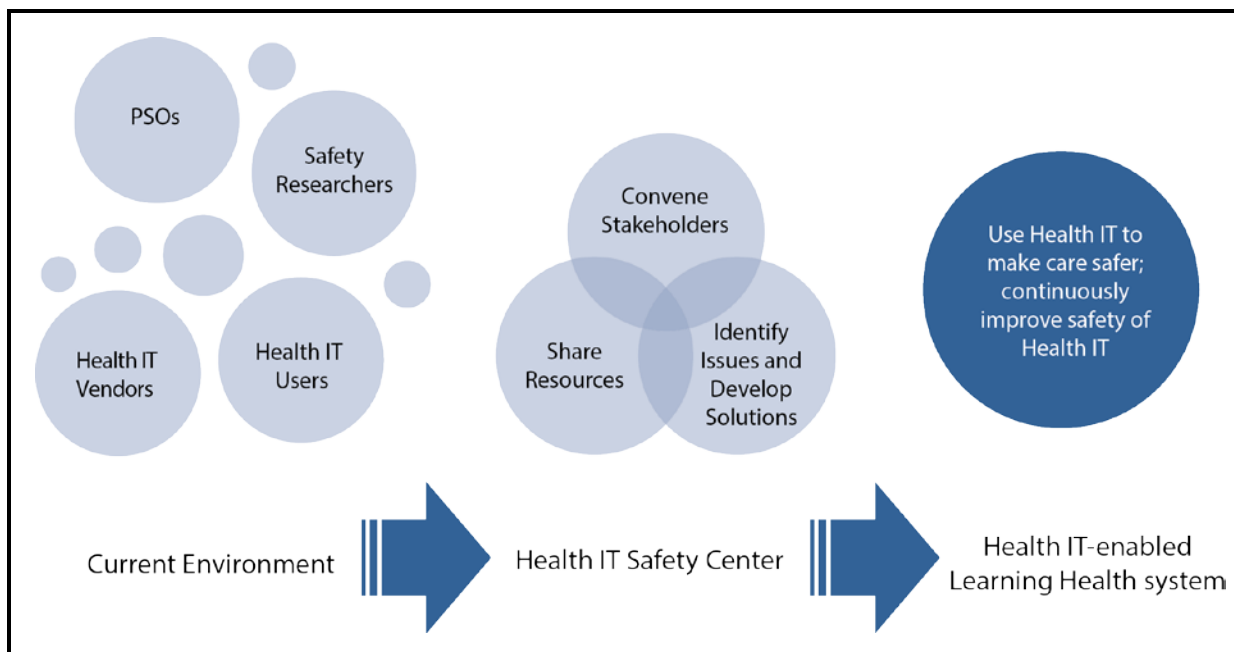 PSOs
Safety
Researchers
Health IT
Vendors
Health IT
Users
Convene
Stakeholders
Share
Resources
Identify
Issues and
Develop
Solutions
Use Health IT to
make care safer;
continuously
improve safety of
Health IT
Current Environment
Health IT Safety Center
Health IT-enabled
Learning Health system